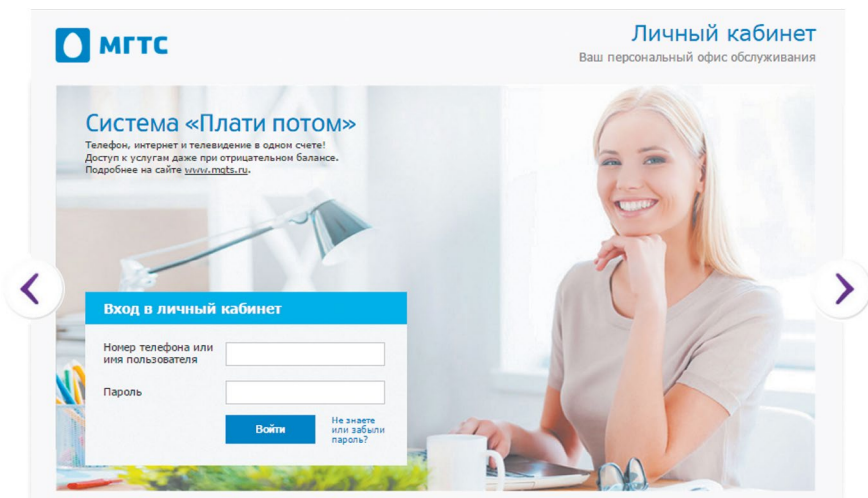 МГТС
Личный кабинет
Ваш персональный офис обслуживания
Система «Плати потом»
Телефон, интернет и телевидение в одном счете!
Доступ к услугам даже при отрицательном балансе.
Подробнее на сайте www.mgts.ru.
Вход в личный кабинет
Номер телефона или
имя пользователя
Пароль
Войти
Не знаете
или забыли
пароль?